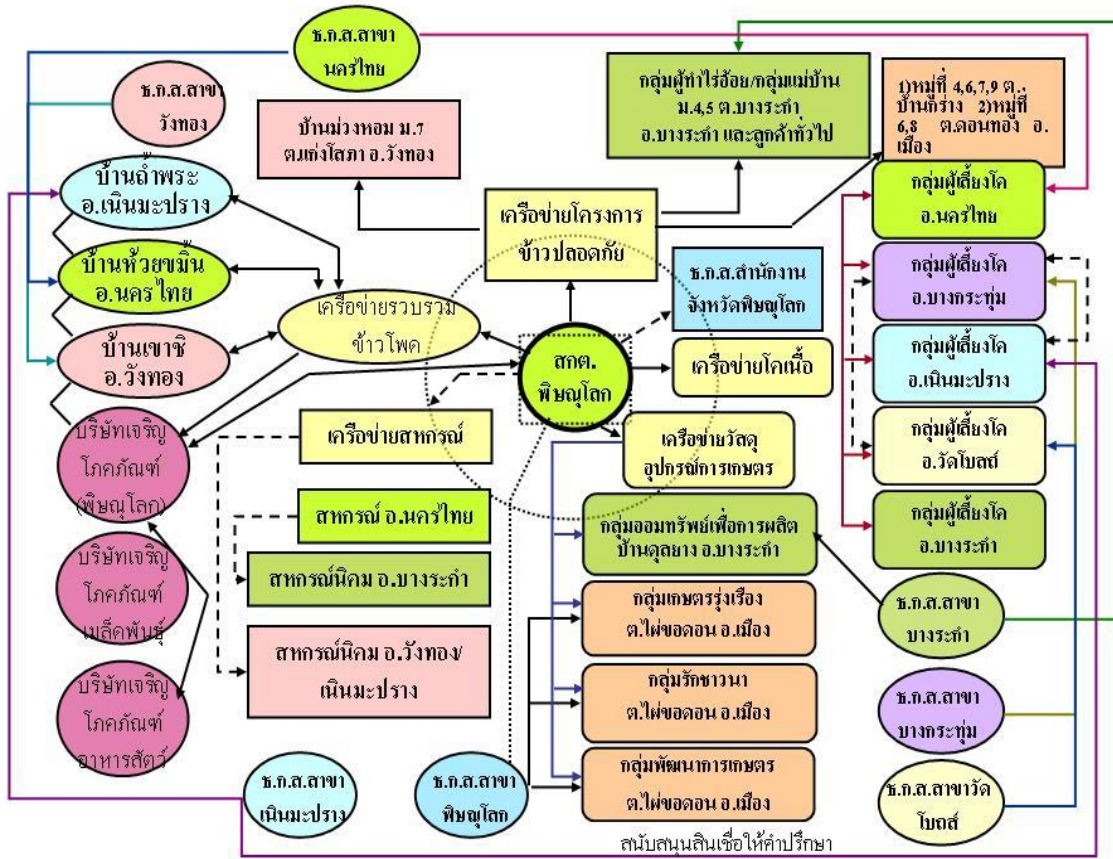 ธ.ก.ส.สาขา
นครไทย
ธ.ก.ส.สาขา
วังทอง
บ้านม่วงหอม ม.7
ต.แก่งโสภา อ.วังทอง
กลุ่มผู้ทำไร่อ้อย/กลุ่มแม่บ้าน
ม.4,5 ต.บางระกำ
อ.บางระกำ และลูกค้าทั่วไป
1)หมู่ที่ 4,6,7,9 ต..
บ้านกร่าง 2)หมู่ที่
6,8 ต.ดอนทอง อ.
เมือง
บ้านถ้ำพระ
อ.เนินมะปราง
บ้านห้วยขมิ้น
อ.นครไทย
บ้านเขาชิ
อ.วังทอง
เครือข่ายโครงการ
ข้าวปลอดภัย
เครือข่ายรวบรวม
ข้าวโพด
ธ.ก.ส.สำนักงาน
จังหวัดพิษณุโลก
สกต.
พิษณุโลก
เครือข่ายโคเนื้อ
เครือข่ายวัสดุ
อุปกรณ์การเกษตร
กลุ่มผู้เลี้ยงโค
อ.นครไทย
กลุ่มผู้เลี้ยงโค
อ.บางกระทุ่ม
กลุ่มผู้เลี้ยงโค
อ.เนินมะปราง
กลุ่มผู้เลี้ยงโค
อ.วัดโบสถ์
กลุ่มผู้เลี้ยงโค
อ.บางระกำ
บริษัทเจริญ
โภคภัณฑ์
(พิษณุโลก)
บริษัทเจริญ
โภคภัณฑ์
เมล็ดพันธุ์
บริษัทเจริญ
โภคภัณฑ์
อาหารสัตว์
เครือข่ายสหกรณ์
สหกรณ์ อ.นครไทย
สหกรณ์นิคม อ.บางระกำ
สหกรณ์นิคม อ.วังทอง/
เนินมะปราง
กลุ่มออมทรัพย์เพื่อการผลิต
บ้านดุลยาง อ.บางระกำ
กลุ่มเกษตรรุ่งเรือง
ต.ไผ่ขอดอน อ.เมือง
กลุ่มรักชาวนา
ต.ไผ่ขอดอน อ.เมือง
กลุ่มพัฒนาการเกษตร
ต.ไผ่ขอดอน อ.เมือง
ธ.ก.ส.สาขา
บางระกำ
ธ.ก.ส.สาขา
บางกระทุ่ม
ธ.ก.ส.สาขาวัด
โบถส์
ธ.ก.ส.สาขา
เนินมะปราง
ธ.ก.ส.สาขา
พิษณุโลก
สนับสนุนสินเชื่อให้คำปรึกษา